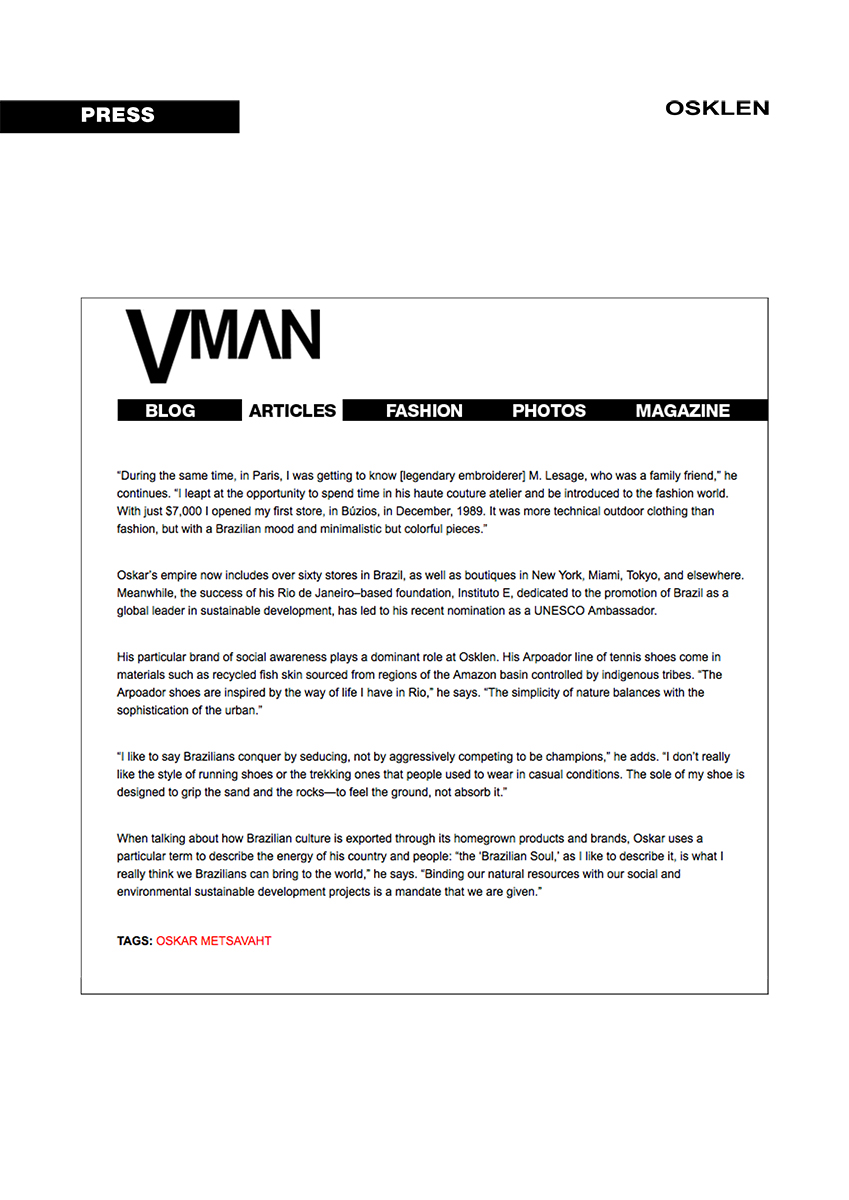 PRESS
OSKLEN
VMAN
BLOG ARTICLES FASHION PHOTOS MAGAZINE
“During the same time, in Paris, I was getting to know [legendary embroiderer] M. Lesage, who was a family friend,” he
continues. “I leapt at the opportunity to spend time in his haute couture atelier and be introduced to the fashion world.
With just $7,000 I opened my first store, in Búzios, in December, 1989. It was more technical outdoor clothing than
fashion, but with a Brazilian mood and minimalistic but colorful pieces.”
Oskar’s empire now includes over sixty stores in Brazil, as well as boutiques in New York, Miami, Tokyo, and elsewhere.
Meanwhile, the success of his Rio de Janeiro–based foundation, Instituto E, dedicated to the promotion of Brazil as a
global leader in sustainable development, has led to his recent nomination as a UNESCO Ambassador.
His particular brand of social awareness plays a dominant role at Osklen. His Arpoador line of tennis shoes come in
materials such as recycled fish skin sourced from regions of the Amazon basin controlled by indigenous tribes. “The
Arpoador shoes are inspired by the way of life I have in Rio,” he says. “The simplicity of nature balances with the
sophistication of the urban.”
“I like to say Brazilians conquer by seducing, not by aggressively competing to be champions,” he adds. “I don’t really
like the style of running shoes or the trekking ones that people used to wear in casual conditions. The sole of my shoe is
designed to grip the sand and the rocks—to feel the ground, not absorb it.”
When talking about how Brazilian culture is exported through its homegrown products and brands, Oskar uses a
particular term to describe the energy of his country and people: “the ‘Brazilian Soul,’ as I like to describe it, is what I
really think we Brazilians can bring to the world,” he says. “Binding our natural resources with our social and
environmental sustainable development projects is a mandate that we are given.”
TAGS: OSKAR METSAVAHT